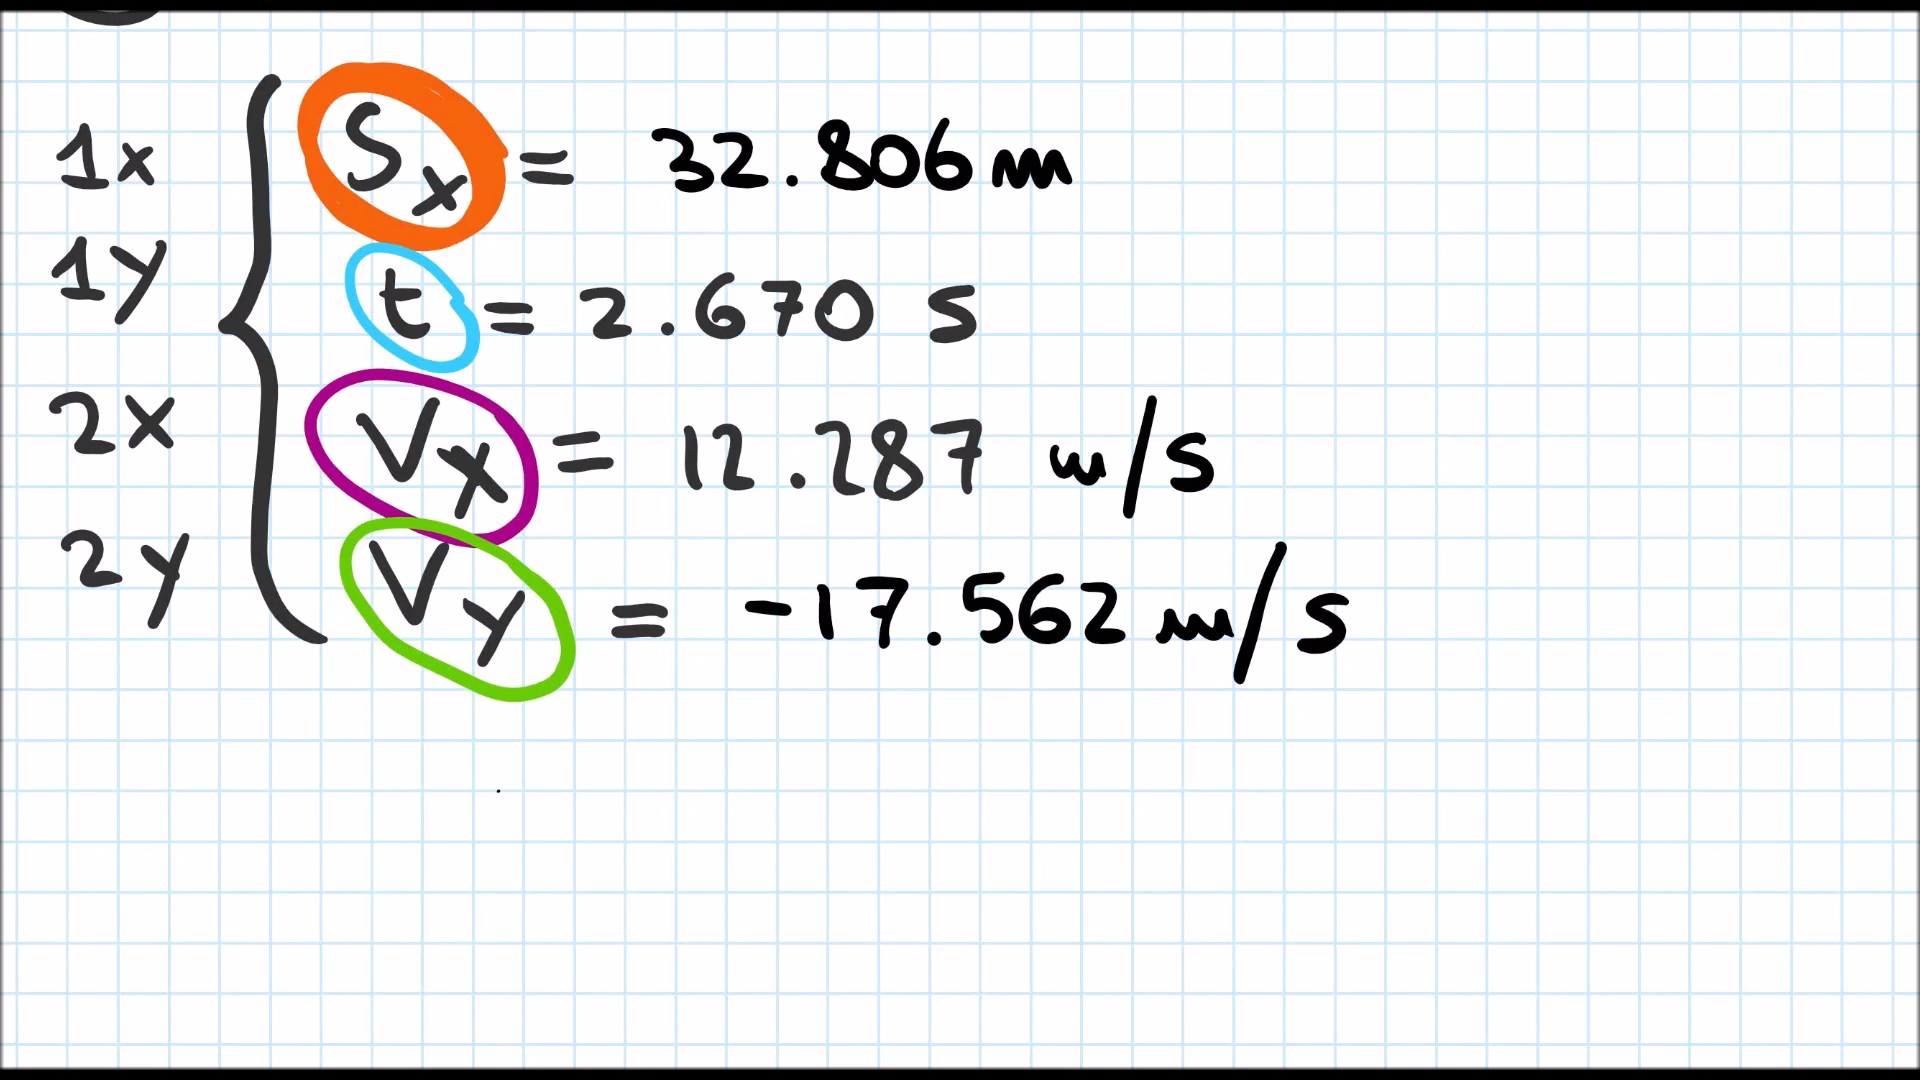 1x Sx = 32.806 m
1y t = 2.670 s
2x Vx = 12.287 m/s
2y Vy = -17.562 m/s